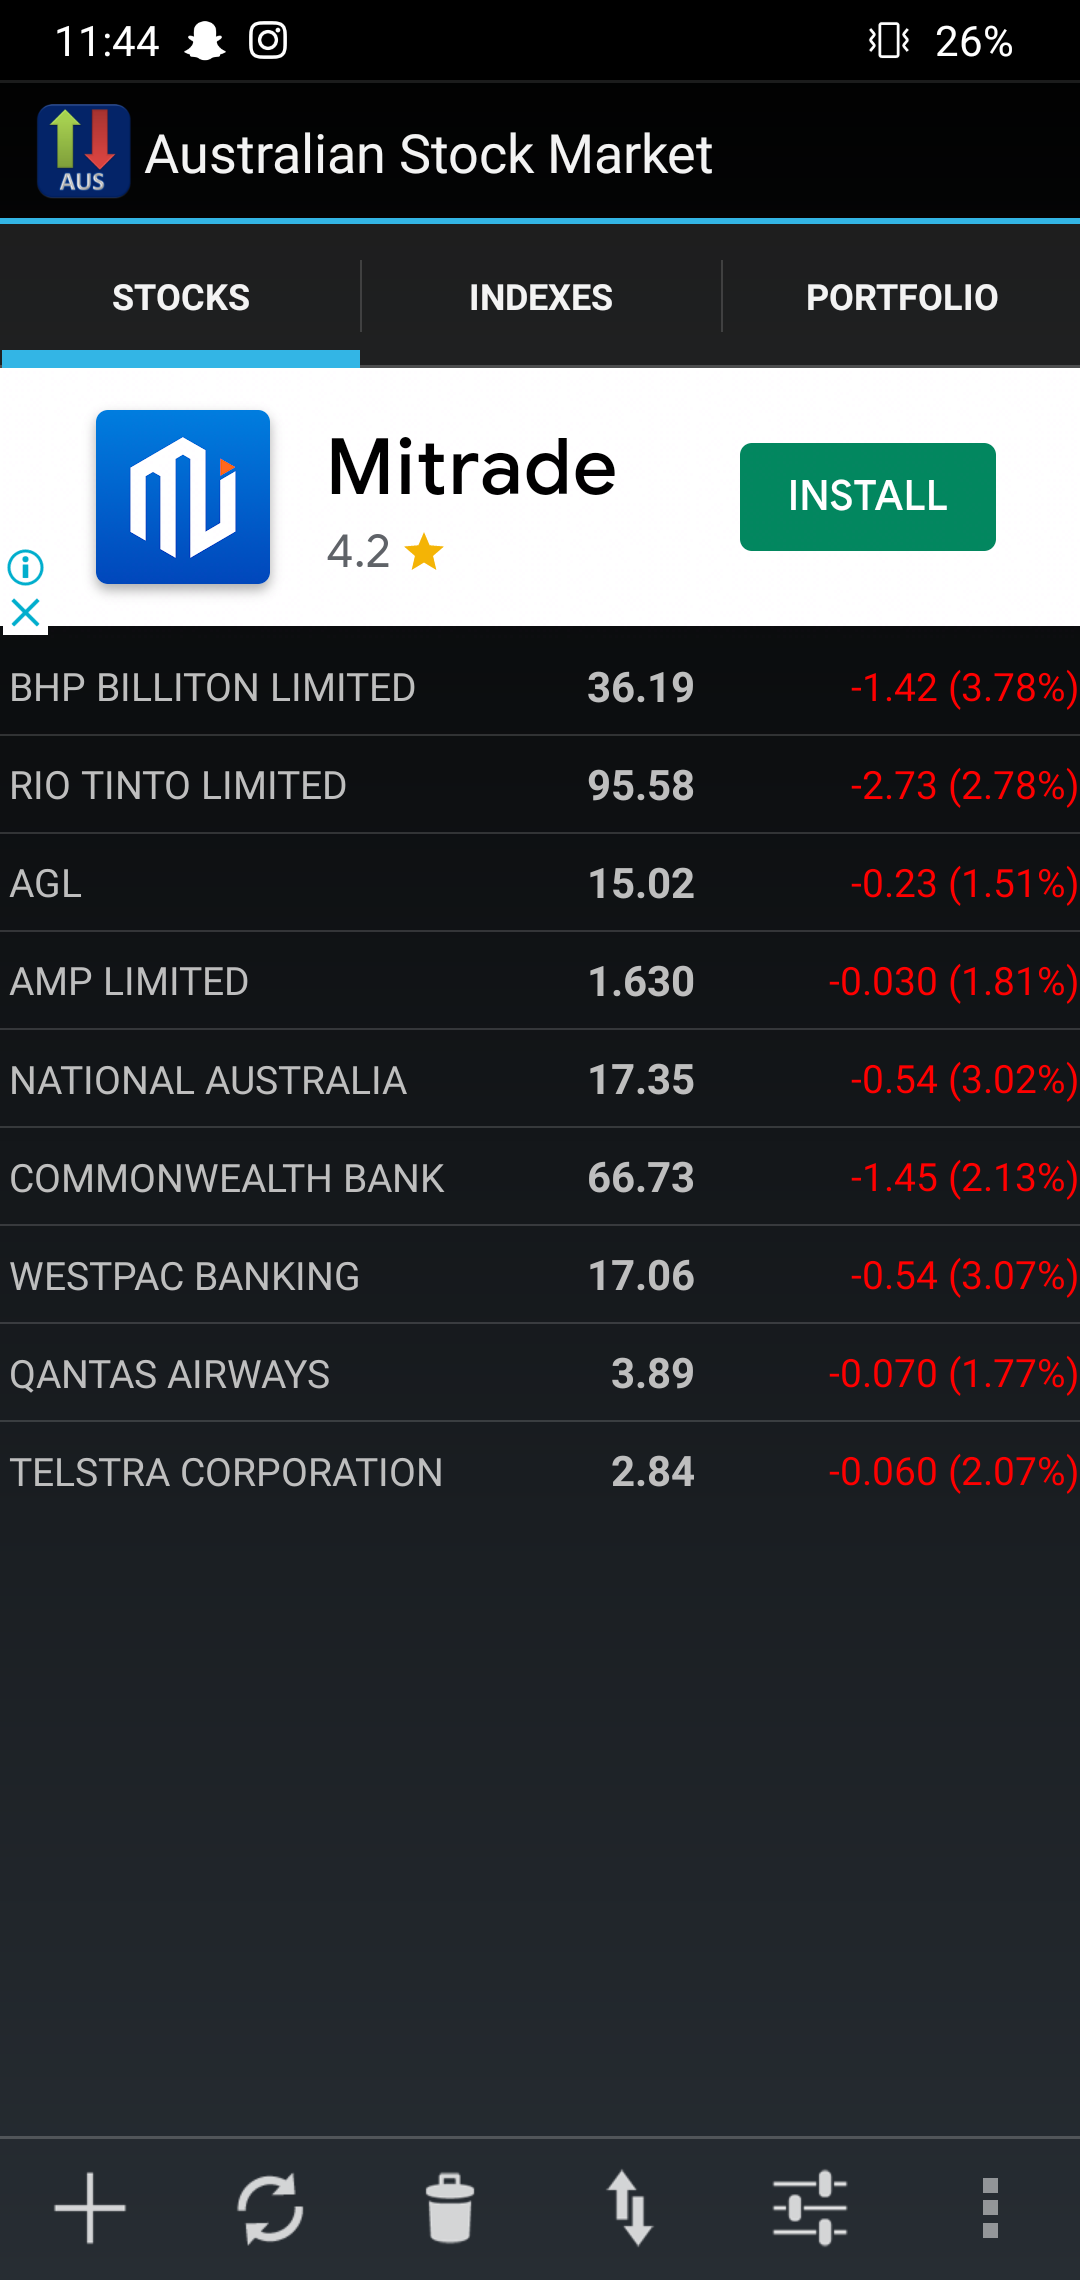 11:44 26%
AUS Australian Stock Market
STOCKS INDEXES PORTFOLIO
Mitrade
4.2
INSTALL
BHP BILLITON LIMITED 36.19 -1.42 (3.78%)
RIO TINTO LIMITED 95.58 -2.73 (2.78%)
AGL 15.02 -0.23 (1.51%)
AMP LIMITED 1.630 -0.030 (1.81%)
NATIONAL AUSTRALIA 17.35 -0.54 (3.02%)
COMMONWEALTH BANK 66.73 -1.45 (2.13%)
WESTPAC BANKING 17.06 -0.54 (3.07%)
QANTAS AIRWAYS 3.89 -0.070 (1.77%)
TELSTRA CORPORATION 2.84 -0.060 (2.07%)